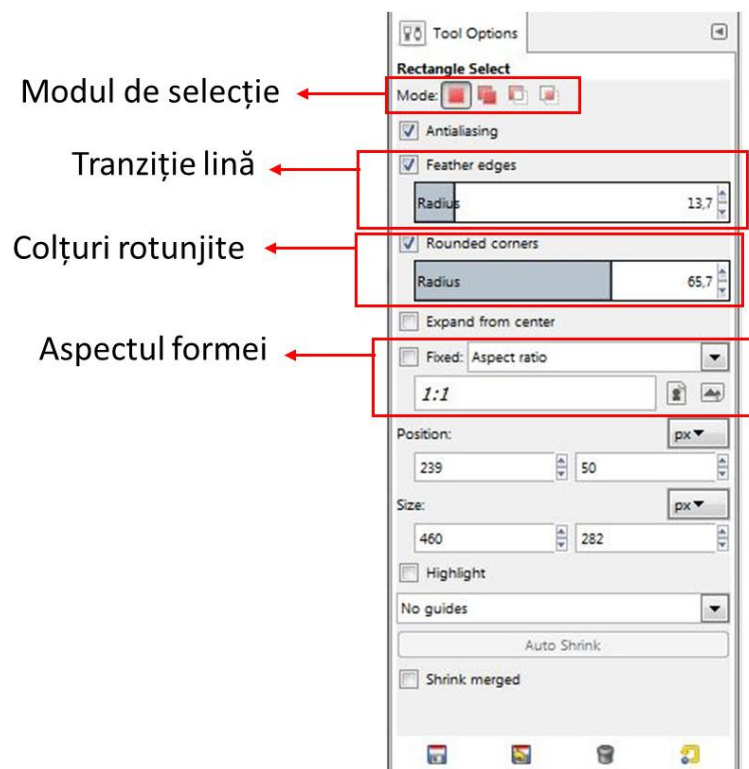 Tool Options
Rectangle Select
Modul de selecție
Mode:
Antialiasing
Tranziție lină
Feather edges
Radius 13,7
Colțuri rotunjite
Rounded corners
Radius 65,7
Expand from center
Aspectul formei
Fixed: Aspect ratio
1:1
Position: px
239 50
Size: px
460 282
Highlight
No guides
Auto Shrink
Shrink merged